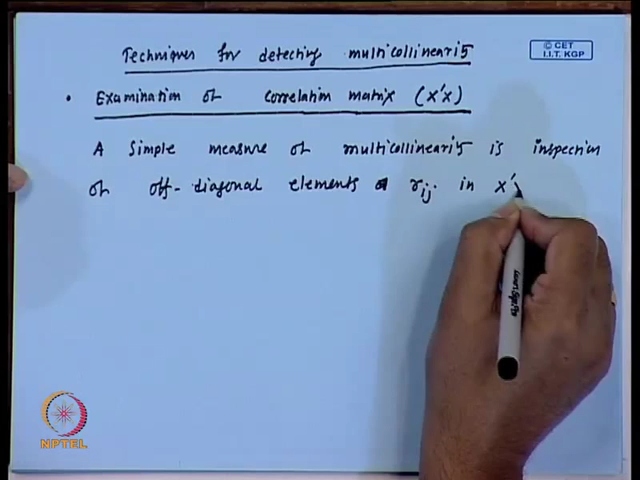 Techniques for detecting multicollinearity
© CET
I.I.T. KGP
• Examination of correlation matrix (X'X)
A simple measure of multicollinearity is inspection
of off-diagonal elements rij in X'
NPTEL